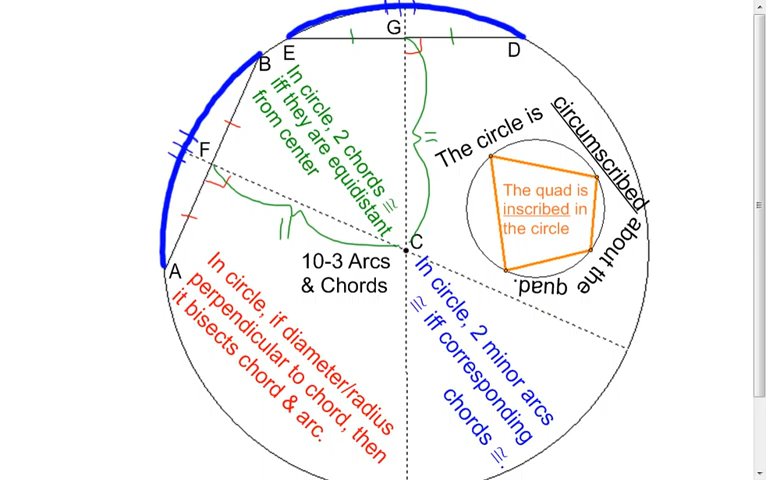 G
E
D
B
In circle, 2 chords ≅
iff they are equidistant
from center
F
The circle is
circumscribed
about the
quad.
The quad is
inscribed in
the circle
C
A
10-3 Arcs
& Chords
In circle, if diameter/radius
perpendicular to chord, then
it bisects chord & arc.
In circle, 2 minor arcs
≅ iff corresponding
chords ≅.